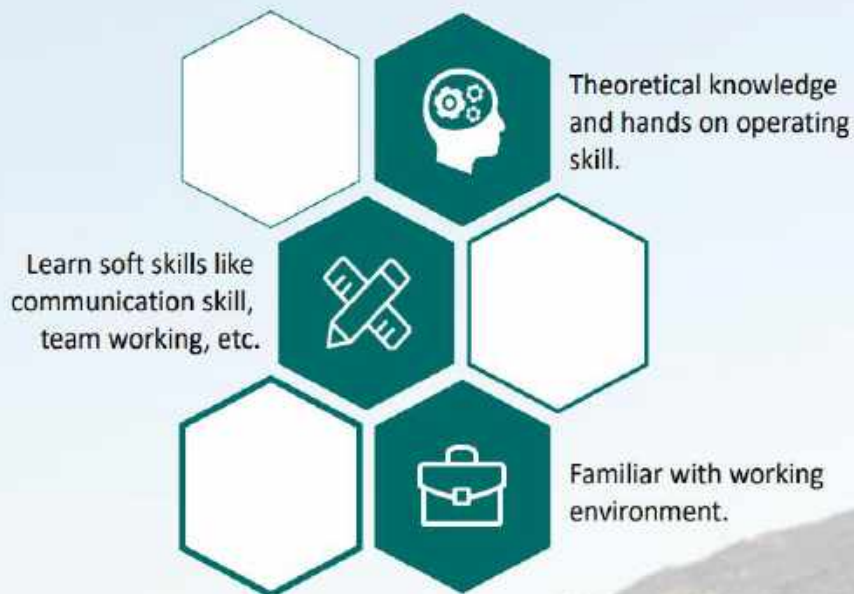 Theoretical knowledge
and hands on operating
skill.
Learn soft skills like
communication skill,
team working, etc.
Familiar with working
environment.